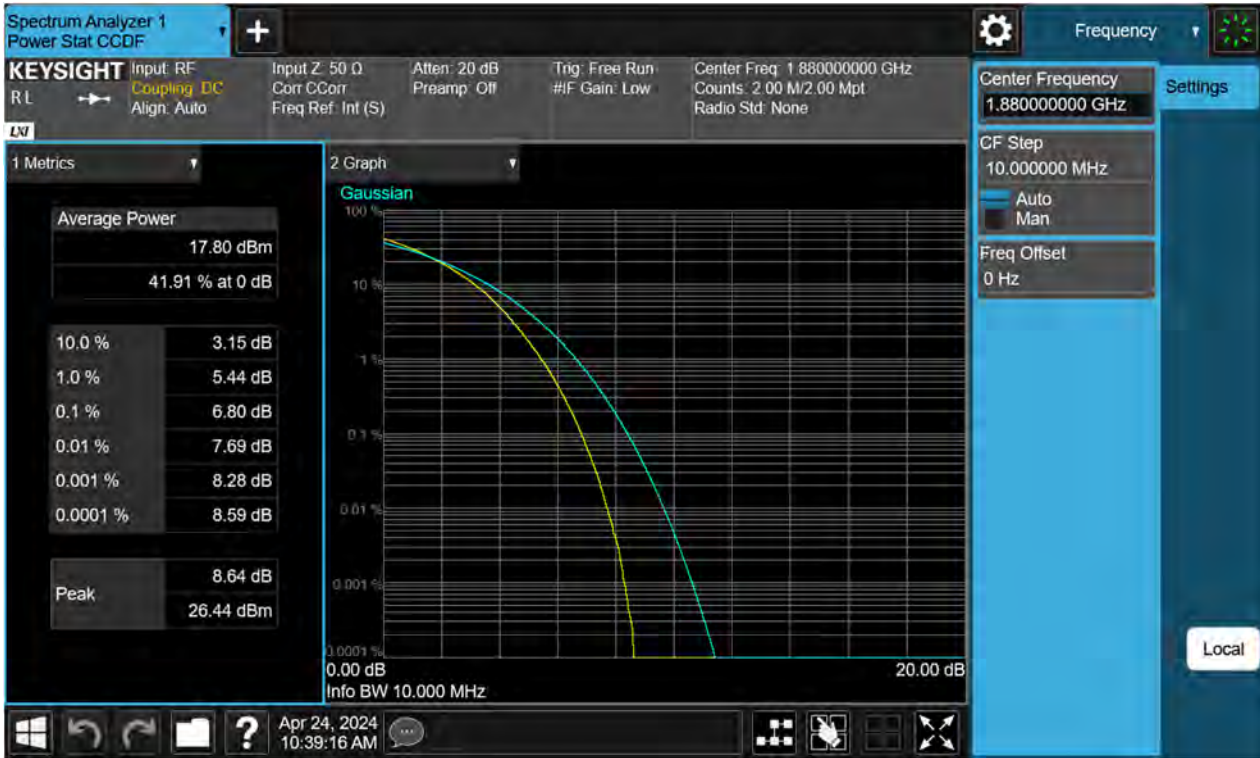 Spectrum Analyzer 1
Power Stat CCDF
+
Frequency
KEYSIGHT
R L
LXI
Input: RF
Coupling: DC
Align: Auto
Input Z: 50 Ω
Corr CCorr
Freq Ref: Int (S)
Atten: 20 dB
Preamp: Off
Trig: Free Run
#IF Gain: Low
Center Freq: 1.880000000 GHz
Counts: 2.00 M/2.00 Mpt
Radio Std: None
Center Frequency
1.880000000 GHz
Settings
CF Step
10.000000 MHz
Auto
Man
Freq Offset
0 Hz
Local
1 Metrics
Average Power
17.80 dBm
41.91 % at 0 dB
10.0 % 3.15 dB
1.0 % 5.44 dB
0.1 % 6.80 dB
0.01 % 7.69 dB
0.001 % 8.28 dB
0.0001 % 8.59 dB
Peak
8.64 dB
26.44 dBm
2 Graph
Gaussian
100 %
10 %
1 %
0.1 %
0.01 %
0.001 %
0.0001 %
0.00 dB
20.00 dB
Info BW 10.000 MHz
?
Apr 24, 2024
10:39:16 AM